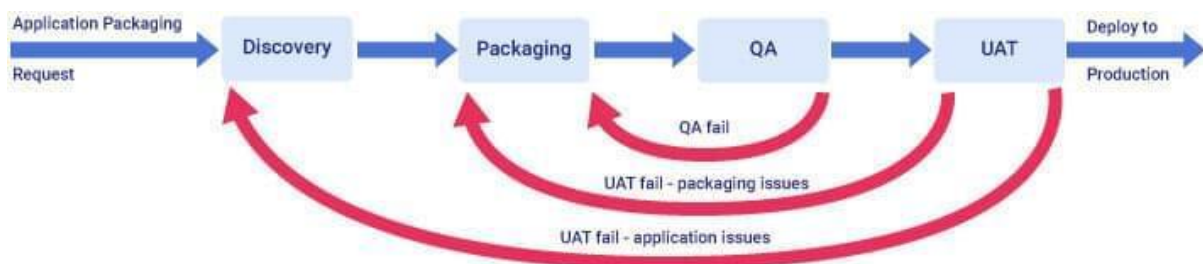 Application Packaging
Request
Discovery
Packaging
QA
UAT
Deploy to
Production
QA fail
UAT fail - packaging issues
UAT fail - application issues